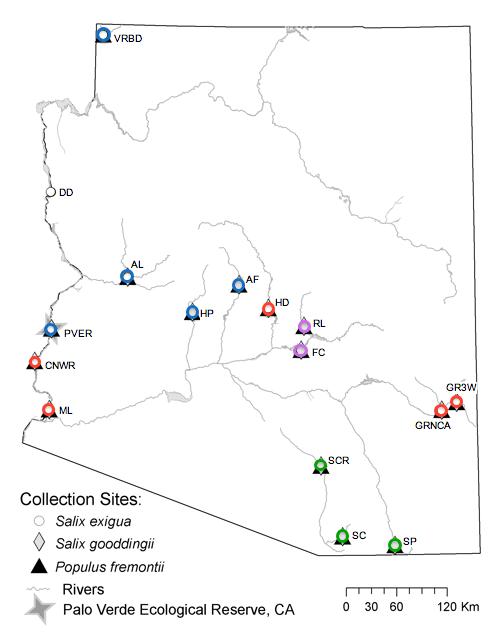 VRBD
DD
AL
AF
HP
HD
RL
PVER
FC
CNWR
GR3W
ML
GRNCA
SCR
SC
SP
Collection Sites:
Salix exigua
Salix gooddingii
Populus fremontii
Rivers
Palo Verde Ecological Reserve, CA
0 30 60 120 Km